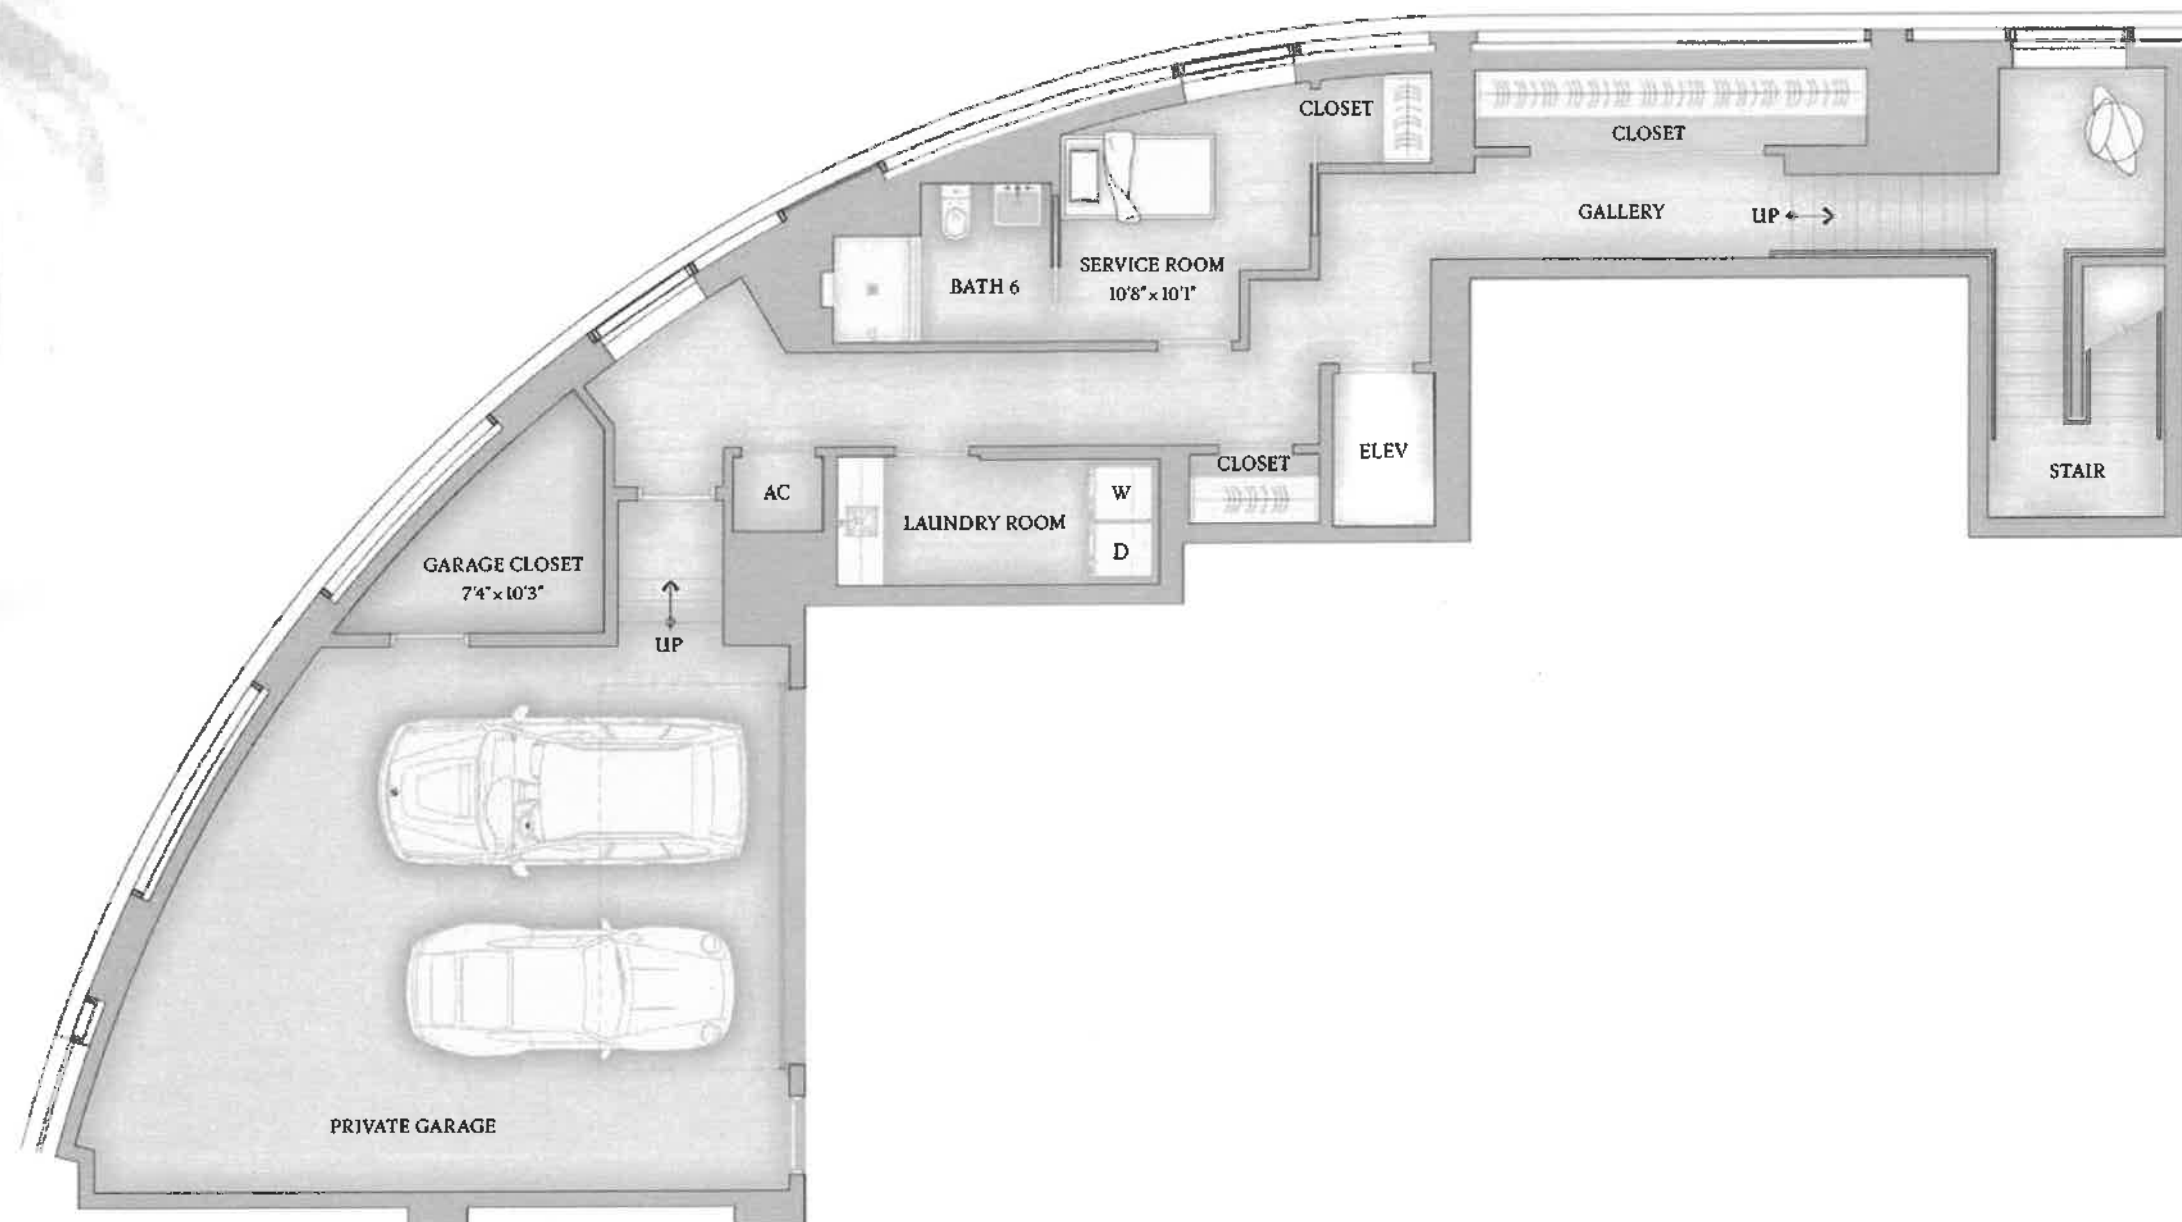 CLOSET
CLOSET
GALLERY
UP
SERVICE ROOM
10'8" x 10'1"
BATH 6
ELEV
CLOSET
STAIR
AC
W
LAUNDRY ROOM
D
GARAGE CLOSET
7'4" x 10'3"
UP
PRIVATE GARAGE